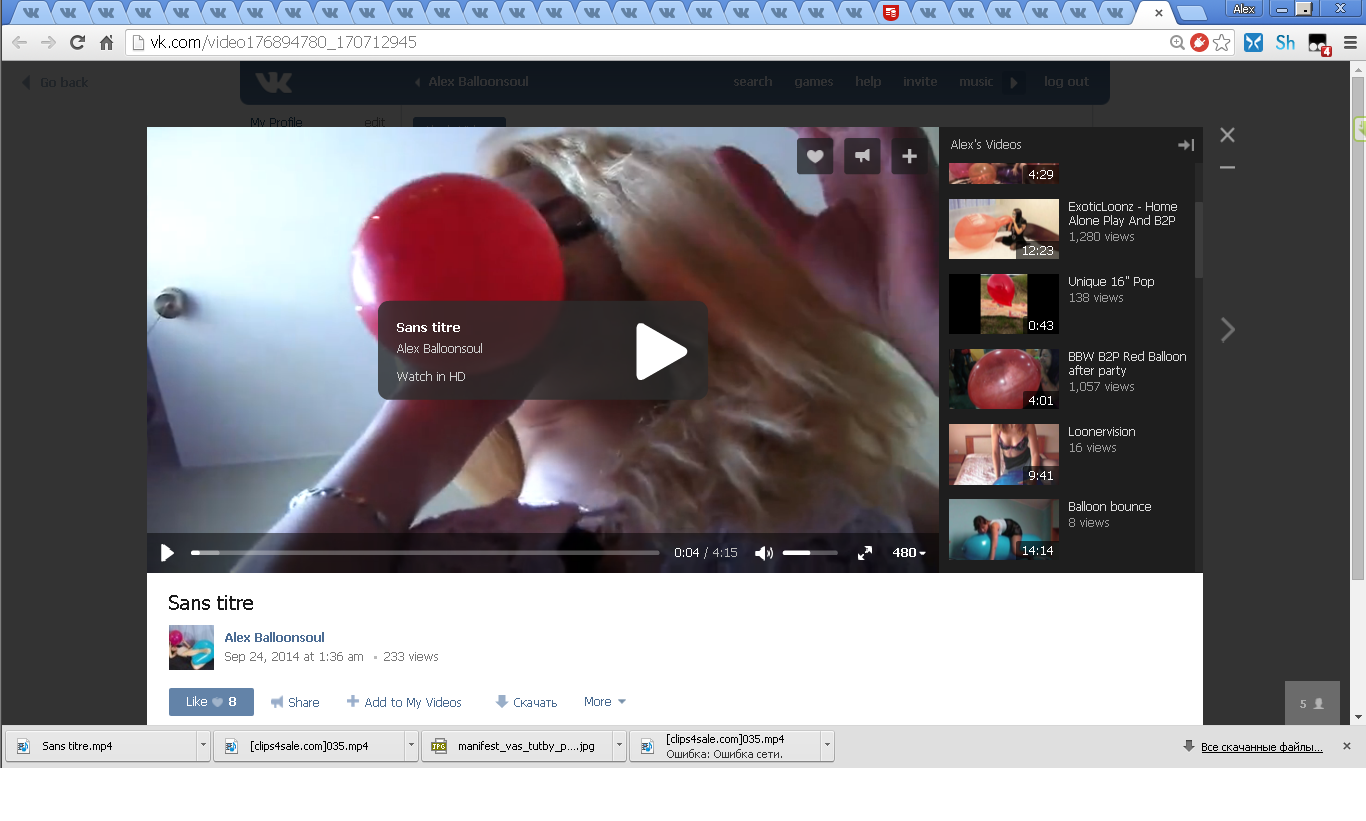 Alex
vk.com/video176894780_170712945
Sh
4
Go back
Alex Balloonsoul
search
games
help
invite
music
log out
My Profile
edit
Alex's Videos
4:29
ExoticLoonz - Home
Alone Play And B2P
1,280 views
12:23
Unique 16" Pop
138 views
0:43
BBW B2P Red Balloon
after party
1,057 views
4:01
Loonervision
16 views
9:41
Balloon bounce
8 views
14:14
Sans titre
Alex Balloonsoul
Watch in HD
0:04 / 4:15
480
Sans titre
Alex Balloonsoul
Sep 24, 2014 at 1:36 am
233 views
Like 8
Share
Add to My Videos
Скачать
More
5
Sans titre.mp4
[clips4sale.com]035.mp4
manifest_vas_tutby_p....jpg
[clips4sale.com]035.mp4
Ошибка: Ошибка сети.
Все скачанные файлы...